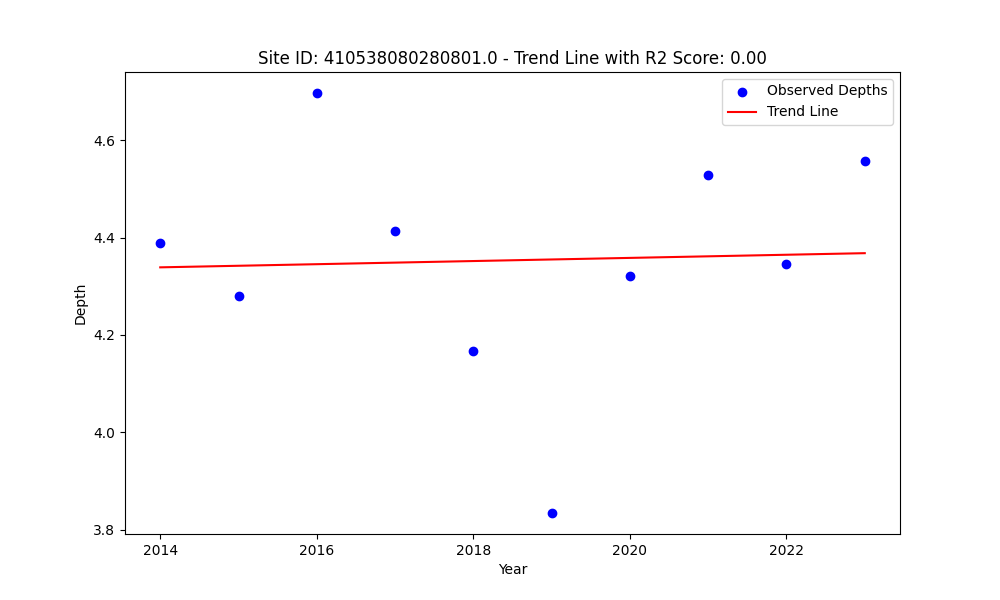 Site ID: 410538080280801.0 - Trend Line with R2 Score: 0.00
Observed Depths
Trend Line
4.6
4.4
4.2
4.0
3.8
Depth
2014
2016
2018
2020
2022
Year